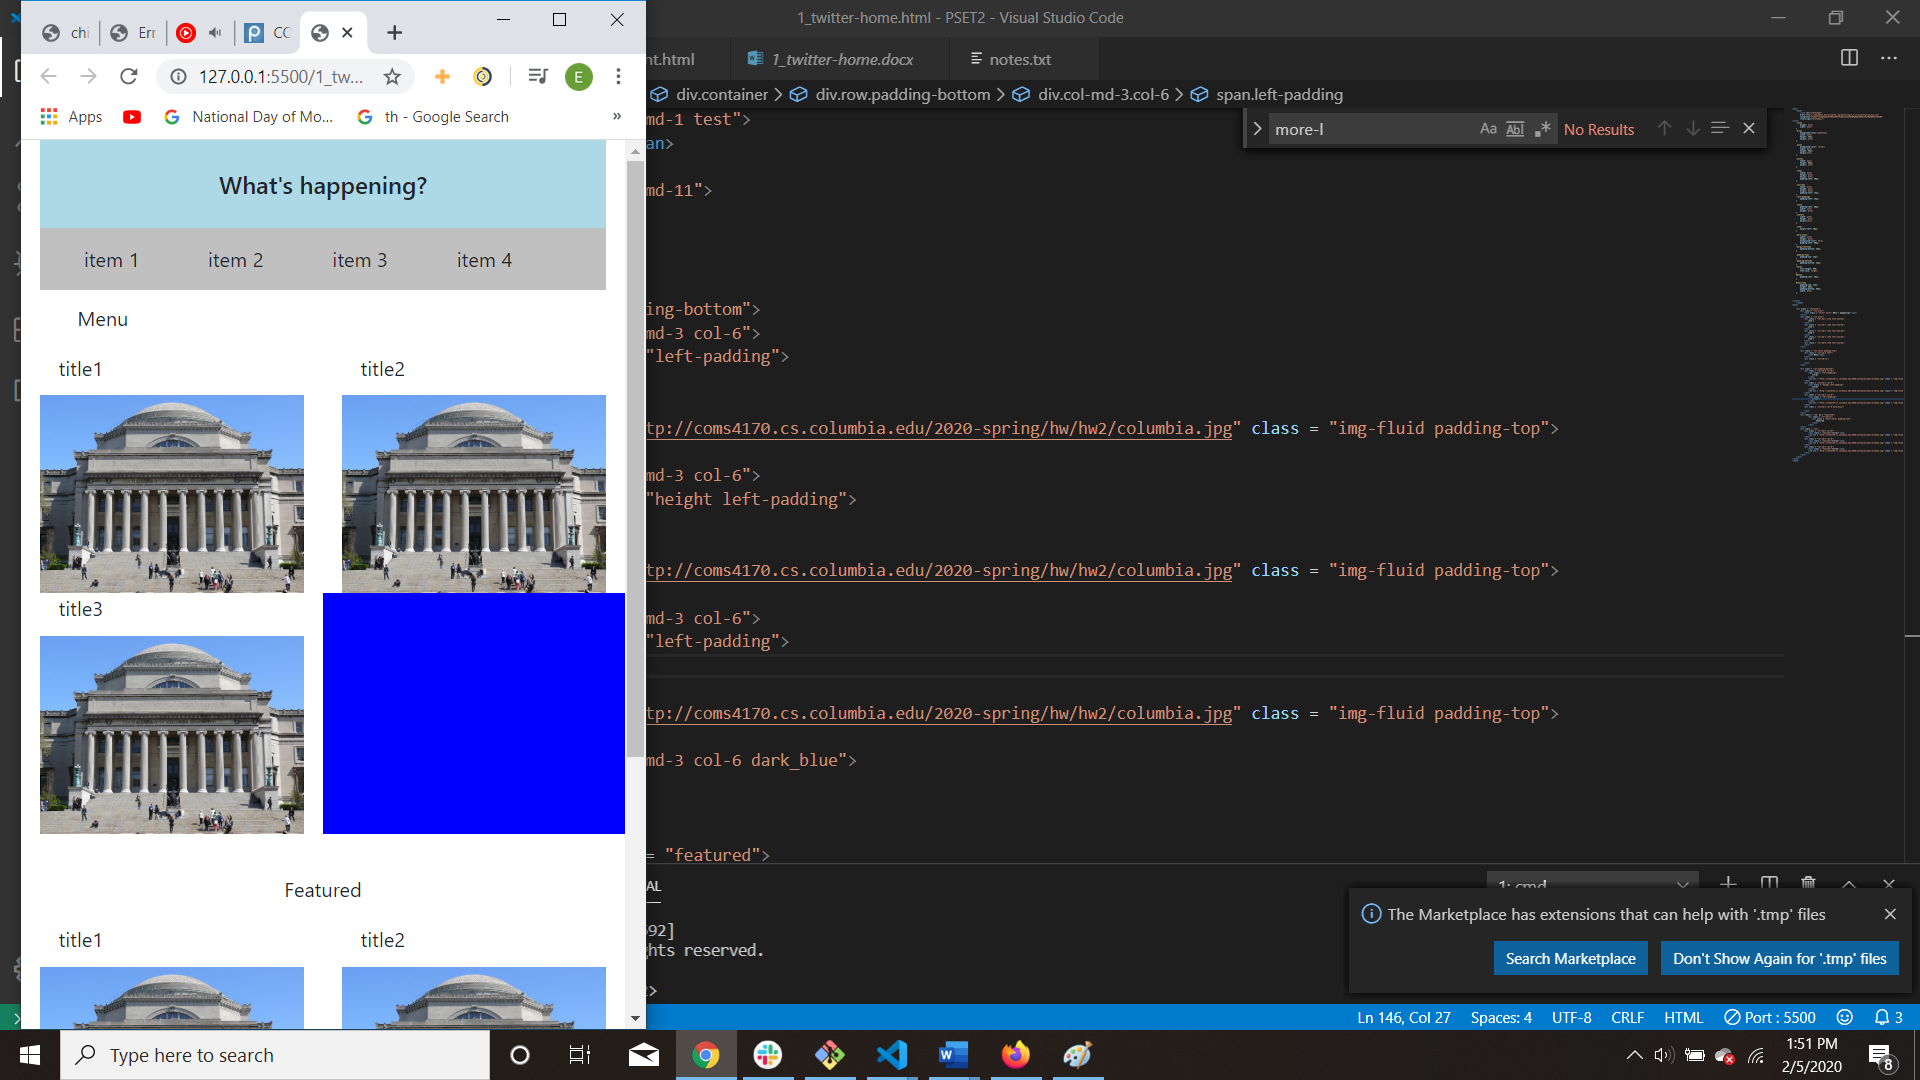 1_twitter-home.html - PSET2 - Visual Studio Code
chi
Err
CC
nt.html
1_twitter-home.docx
notes.txt
127.0.0.1:5500/1_tw...
E
div.container
div.row.padding-bottom
div.col-md-3.col-6
span.left-padding
Apps
National Day of Mo...
th - Google Search
»
md-1 test">
an>
md-11">
more-l
Aa
Abl
No Results
What's happening?
item 1
item 2
item 3
item 4
Menu
ing-bottom">
md-3 col-6">
"left-padding">
title1
title2
tp://coms4170.cs.columbia.edu/2020-spring/hw/hw2/columbia.jpg" class = "img-fluid padding-top">
md-3 col-6">
"height left-padding">
tp://coms4170.cs.columbia.edu/2020-spring/hw/hw2/columbia.jpg" class = "img-fluid padding-top">
title3
md-3 col-6">
"left-padding">
tp://coms4170.cs.columbia.edu/2020-spring/hw/hw2/columbia.jpg" class = "img-fluid padding-top">
md-3 col-6 dark_blue">
= "featured">
Featured
title1
title2
AL
1: cmd
592]
ghts reserved.
>
The Marketplace has extensions that can help with '.tmp' files
Search Marketplace
Don't Show Again for '.tmp' files
Ln 146, Col 27
Spaces: 4
UTF-8
CRLF
HTML
Port : 5500
3
Type here to search
1:51 PM
2/5/2020
8